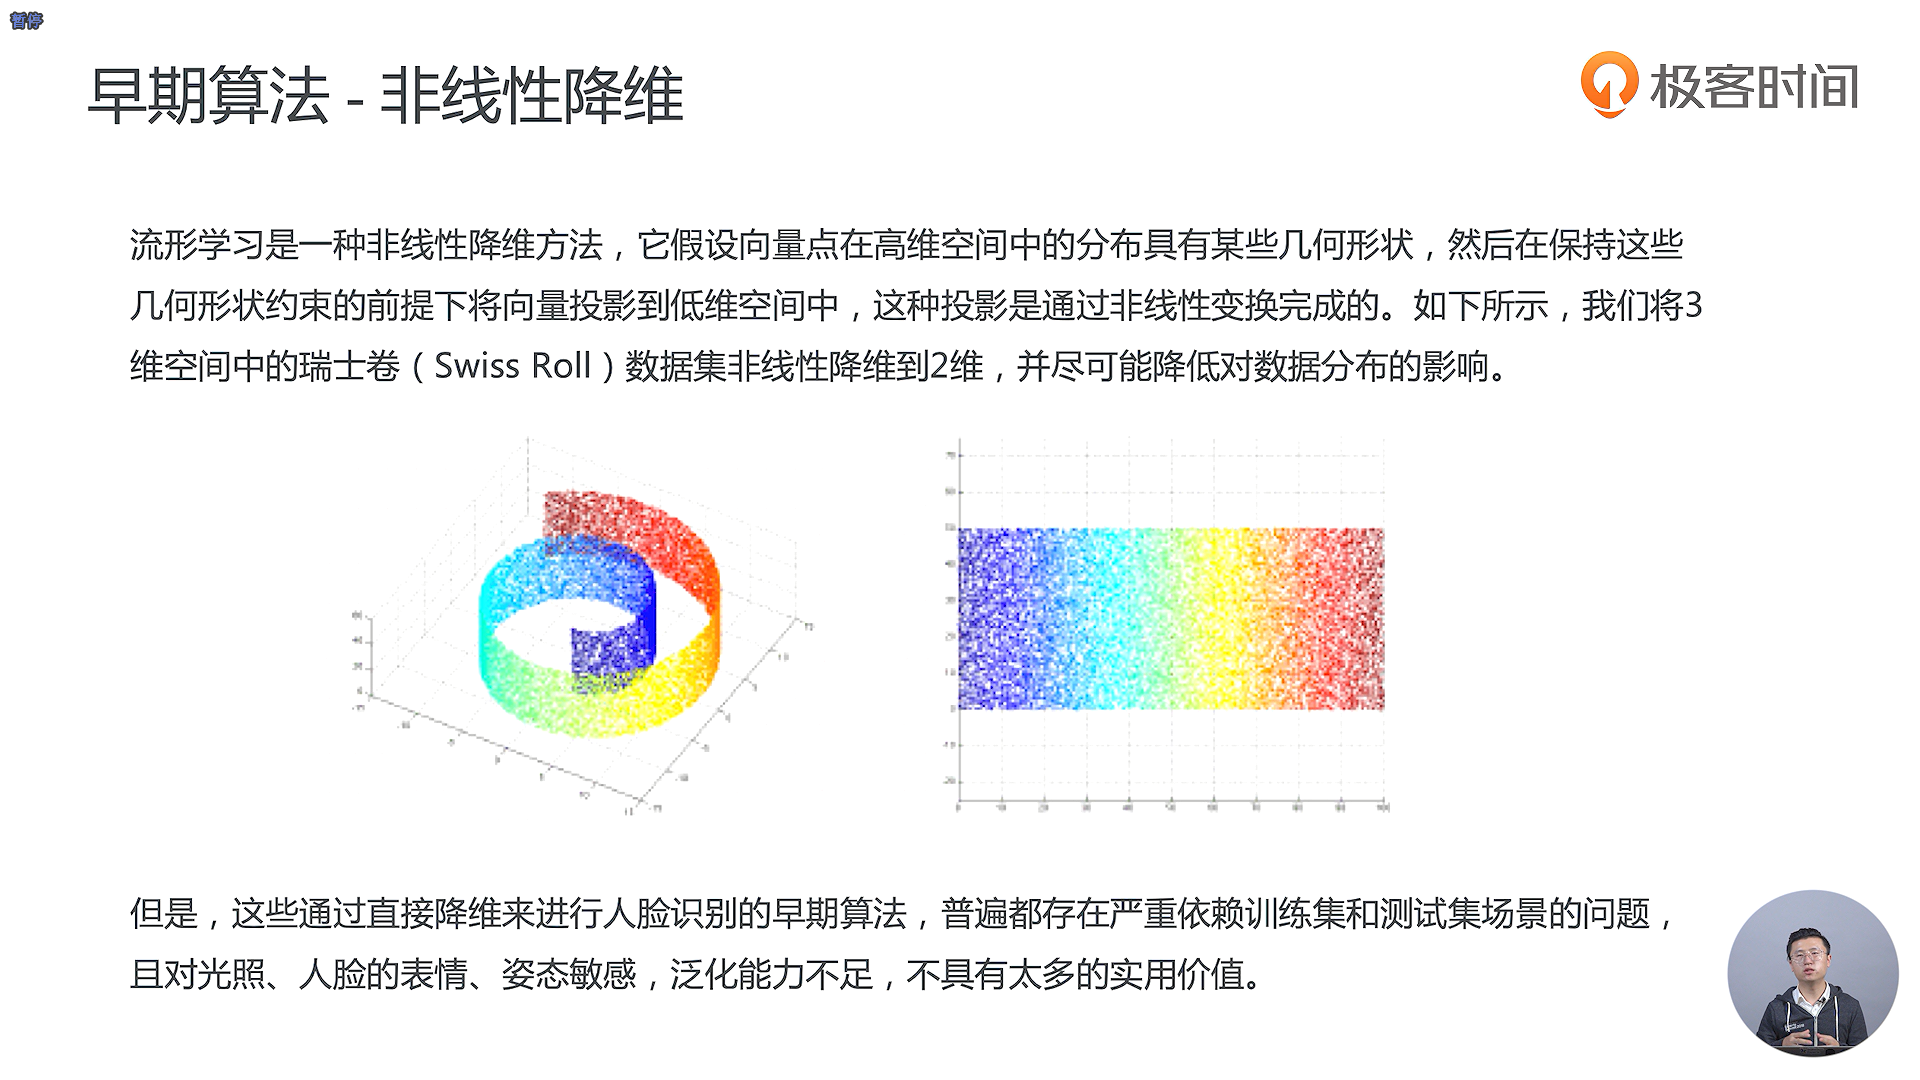 暂停
早期算法 - 非线性降维
极客时间
流形学习是一种非线性降维方法，它假设向量点在高维空间中的分布具有某些几何形状，然后在保持这些
几何形状约束的前提下将向量投影到低维空间中，这种投影是通过非线性变换完成的。如下所示，我们将3
维空间中的瑞士卷（Swiss Roll）数据集非线性降维到2维，并尽可能降低对数据分布的影响。
但是，这些通过直接降维来进行人脸识别的早期算法，普遍都存在严重依赖训练集和测试集场景的问题，
且对光照、人脸的表情、姿态敏感，泛化能力不足，不具有太多的实用价值。